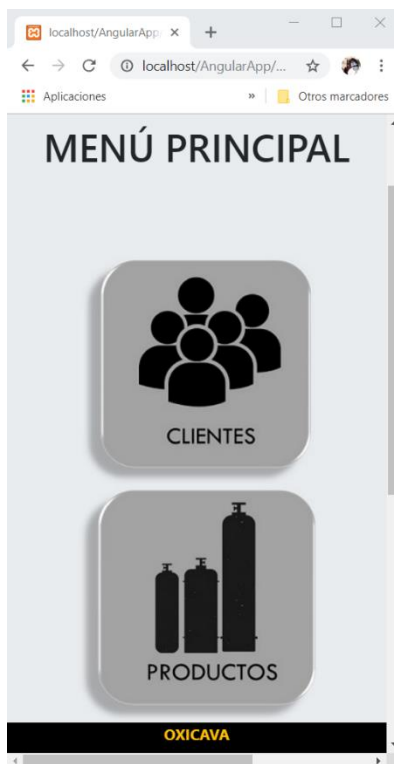 localhost/AngularApp/
localhost/AngularApp/...
Aplicaciones
»
Otros marcadores
MENÚ PRINCIPAL
CLIENTES
PRODUCTOS
OXICAVA